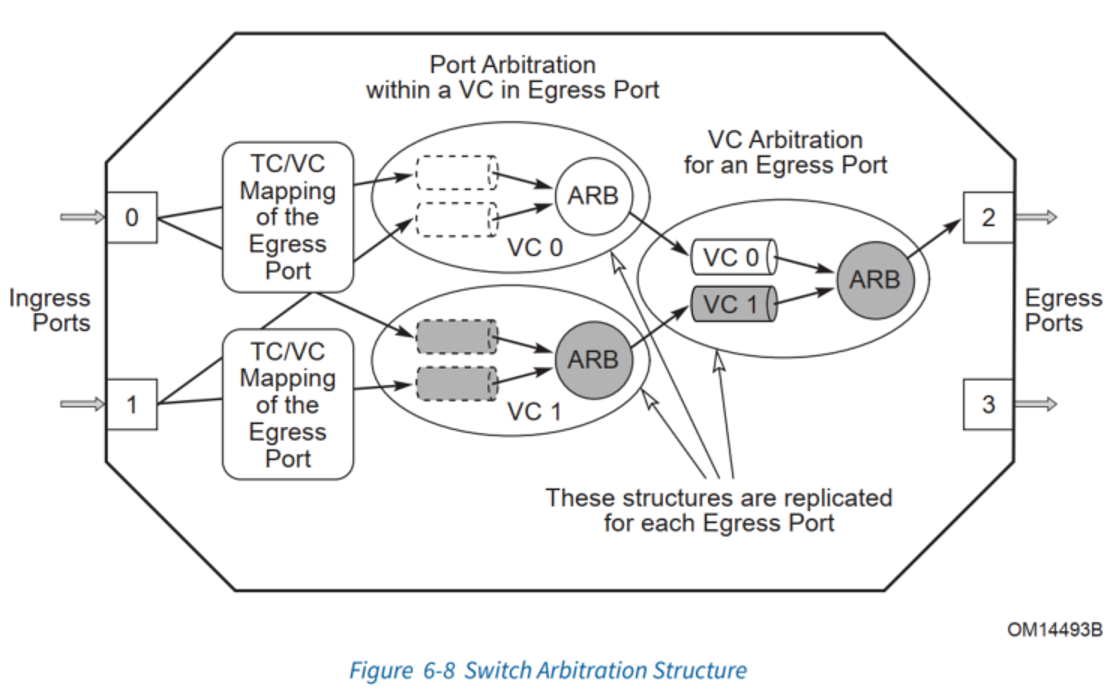 Port Arbitration
within a VC in Egress Port
VC Arbitration
for an Egress Port
TC/VC
Mapping
of the
Egress
Port
ARB
VC 0
0
2
VC 0
ARB
VC 1
Ingress
Ports
Egress
Ports
TC/VC
Mapping
of the
Egress
Port
ARB
VC 1
1
3
These structures are replicated
for each Egress Port
OM14493B
Figure 6-8 Switch Arbitration Structure